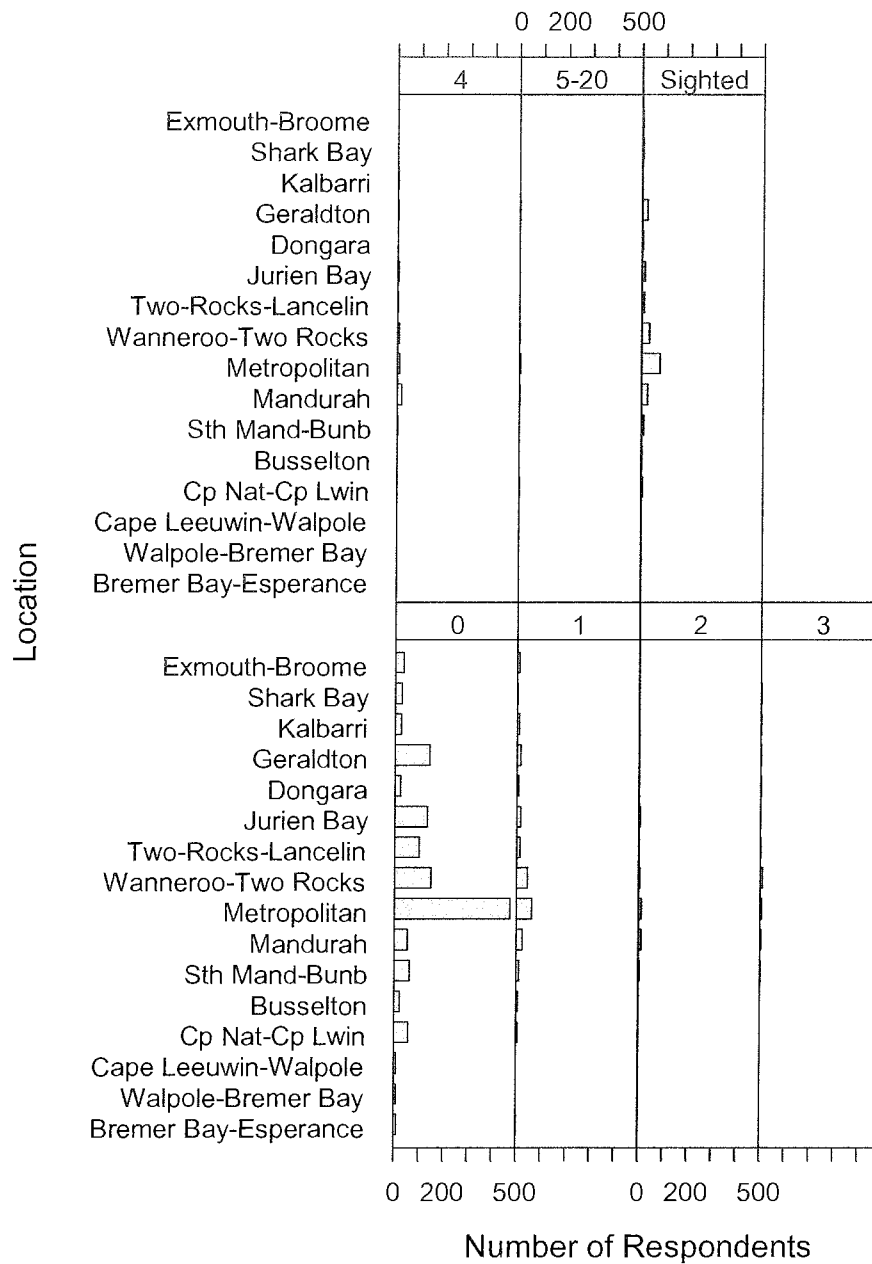 0 200 500
4 5-20 Sighted
Exmouth-Broome
Shark Bay
Kalbarri
Geraldton
Dongara
Jurien Bay
Two-Rocks-Lancelin
Wanneroo-Two Rocks
Metropolitan
Mandurah
Sth Mand-Bunb
Busselton
Cp Nat-Cp Lwin
Cape Leeuwin-Walpole
Walpole-Bremer Bay
Bremer Bay-Esperance
Location
0 1 2 3
Exmouth-Broome
Shark Bay
Kalbarri
Geraldton
Dongara
Jurien Bay
Two-Rocks-Lancelin
Wanneroo-Two Rocks
Metropolitan
Mandurah
Sth Mand-Bunb
Busselton
Cp Nat-Cp Lwin
Cape Leeuwin-Walpole
Walpole-Bremer Bay
Bremer Bay-Esperance
0 200 500 0 200 500
Number of Respondents